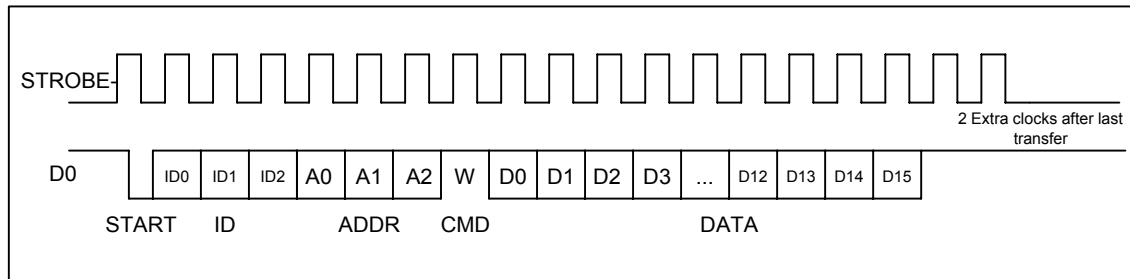 STROBE-
2 Extra clocks after last
transfer
D0 ID0 ID1 ID2 A0 A1 A2 W D0 D1 D2 D3 ... D12 D13 D14 D15
START ID ADDR CMD DATA